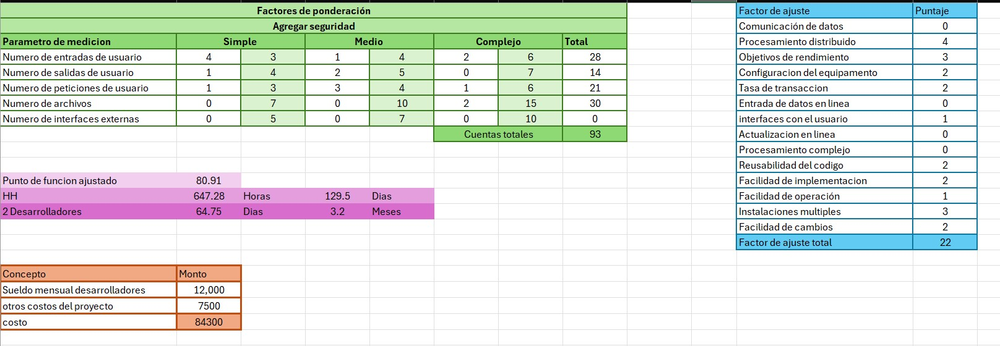 Factores de ponderación
Agregar seguridad
Parametro de medicion Simple Medio Complejo Total
Numero de entradas de usuario 4 3 1 4 2 6 28
Numero de salidas de usuario 1 4 2 5 0 7 14
Numero de peticiones de usuario 1 3 3 4 1 6 21
Numero de archivos 0 7 0 10 2 15 30
Numero de interfaces externas 0 5 0 7 0 10 0
Cuentas totales 93
Punto de funcion ajustado 80.91
HH 647.28 Horas 129.5 Dias
2 Desarrolladores 64.75 Dias 3.2 Meses
Concepto Monto
Sueldo mensual desarrolladores 12,000
otros costos del proyecto 7500
costo 84300
Factor de ajuste Puntaje
Comunicación de datos 0
Procesamiento distribuido 4
Objetivos de rendimiento 3
Configuracion del equipamento 2
Tasa de transaccion 2
Entrada de datos en linea 0
interfaces con el usuario 1
Actualizacion en linea 0
Procesamiento complejo 0
Reusabilidad del codigo 2
Facilidad de implementacion 2
Facilidad de operación 1
Instalaciones multiples 3
Facilidad de cambios 2
Factor de ajuste total 22